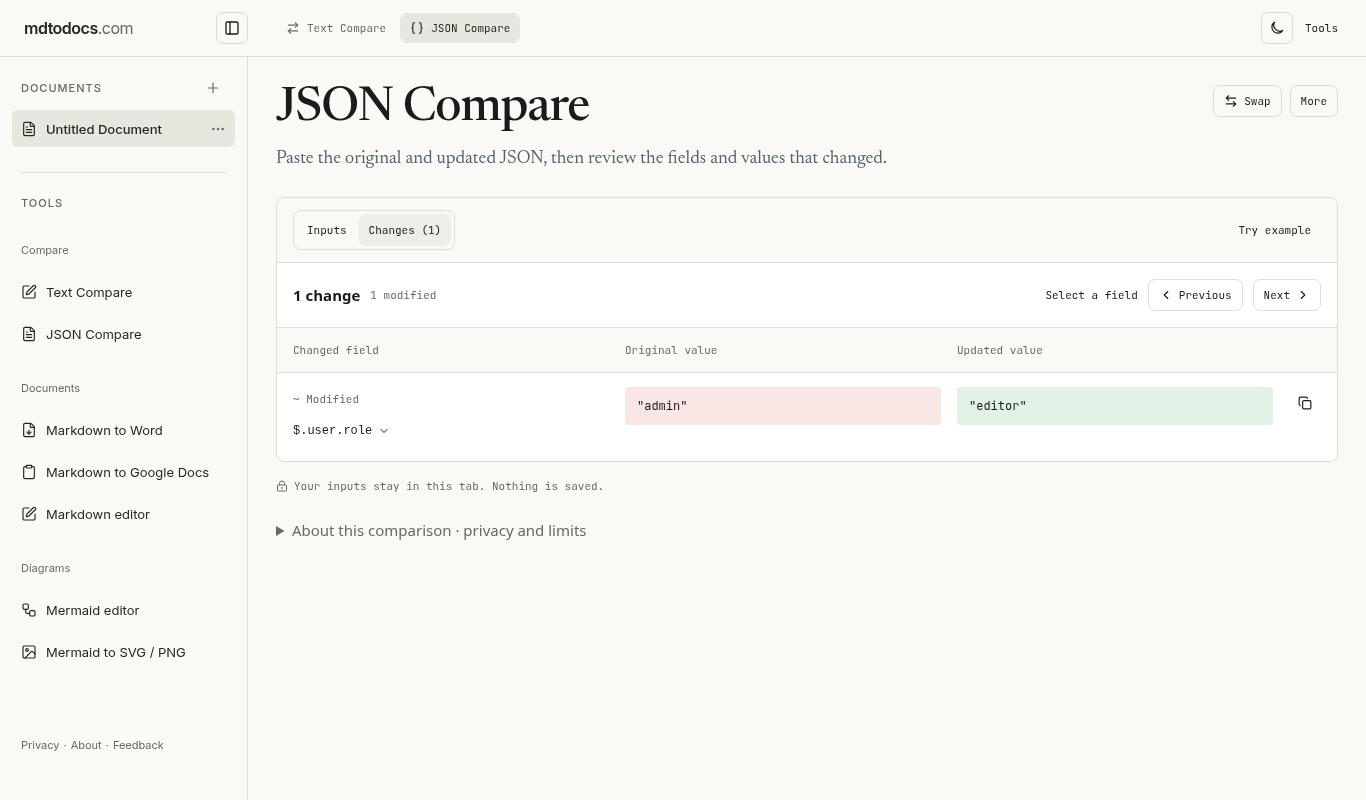 mdtodocs.com
Text Compare
{} JSON Compare
Tools
DOCUMENTS
Untitled Document
TOOLS
Compare
Text Compare
JSON Compare
Documents
Markdown to Word
Markdown to Google Docs
Markdown editor
Diagrams
Mermaid editor
Mermaid to SVG / PNG
Privacy · About · Feedback
JSON Compare
Swap
More
Paste the original and updated JSON, then review the fields and values that changed.
Inputs
Changes (1)
Try example
1 change 1 modified
Select a field
Previous
Next
Changed field
Original value
Updated value
~ Modified
$.user.role
"admin"
"editor"
Your inputs stay in this tab. Nothing is saved.
About this comparison · privacy and limits